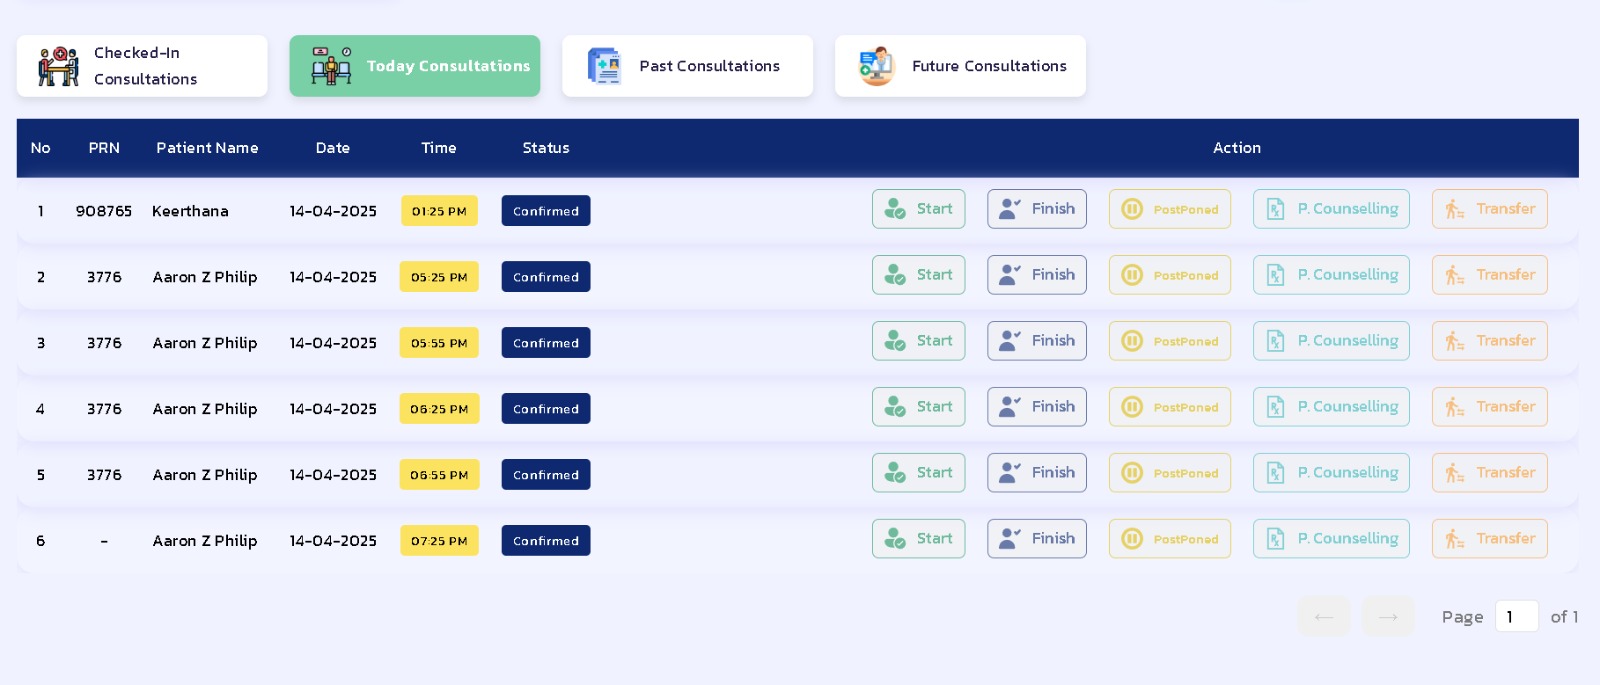 Checked-In
Consultations
Today Consultations
Past Consultations
Future Consultations
No PRN Patient Name Date Time Status Action
1 908765 Keerthana 14-04-2025 01:25 PM Confirmed Start Finish PostPoned P. Counselling Transfer
2 3776 Aaron Z Philip 14-04-2025 05:25 PM Confirmed Start Finish PostPoned P. Counselling Transfer
3 3776 Aaron Z Philip 14-04-2025 05:55 PM Confirmed Start Finish PostPoned P. Counselling Transfer
4 3776 Aaron Z Philip 14-04-2025 06:25 PM Confirmed Start Finish PostPoned P. Counselling Transfer
5 3776 Aaron Z Philip 14-04-2025 06:55 PM Confirmed Start Finish PostPoned P. Counselling Transfer
6 - Aaron Z Philip 14-04-2025 07:25 PM Confirmed Start Finish PostPoned P. Counselling Transfer
← → Page 1 of 1